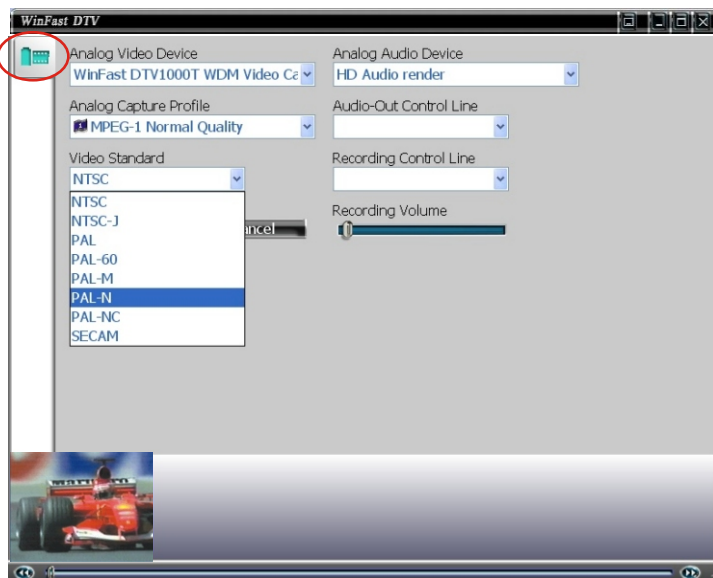 WinFast DTV
Analog Video Device
WinFast DTV1000T WDM Video Ca
Analog Audio Device
HD Audio render
Analog Capture Profile
MPEG-1 Normal Quality
Audio-Out Control Line
Video Standard
NTSC
Recording Control Line
NTSC
NTSC-J
PAL
PAL-60
PAL-M
PAL-N
PAL-NC
SECAM
ancel
Recording Volume